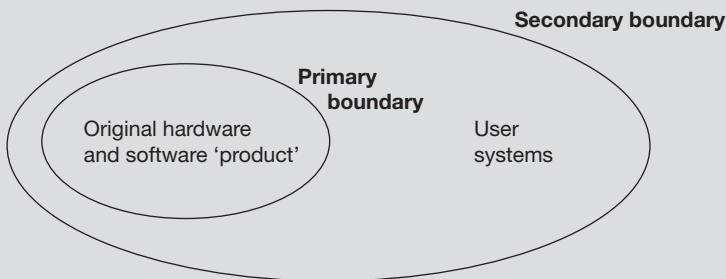 Secondary boundary
Primary
boundary
Original hardware
and software ‘product’
User
systems